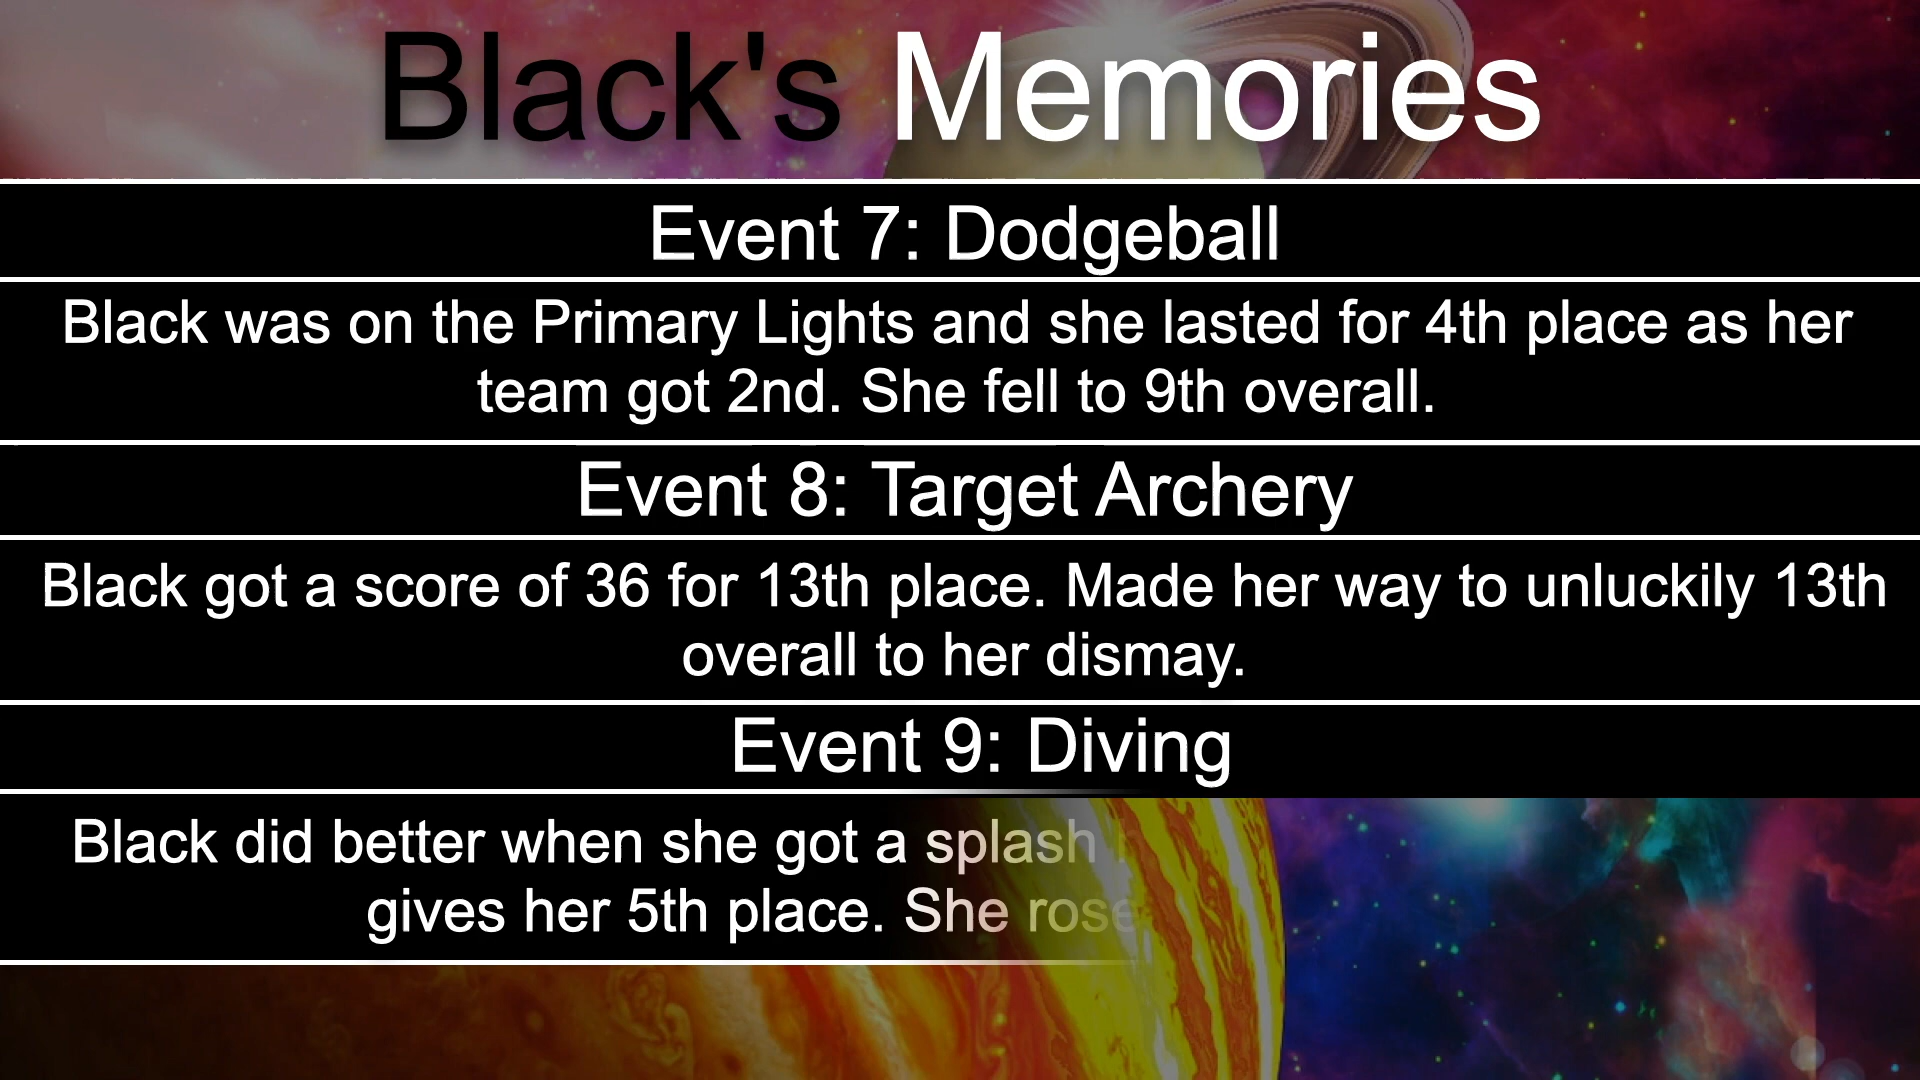 Black's Memories
Event 7: Dodgeball
Black was on the Primary Lights and she lasted for 4th place as her
team got 2nd. She fell to 9th overall.
Event 8: Target Archery
Black got a score of 36 for 13th place. Made her way to unluckily 13th
overall to her dismay.
Event 9: Diving
Black did better when she got a splash
gives her 5th place. She rose